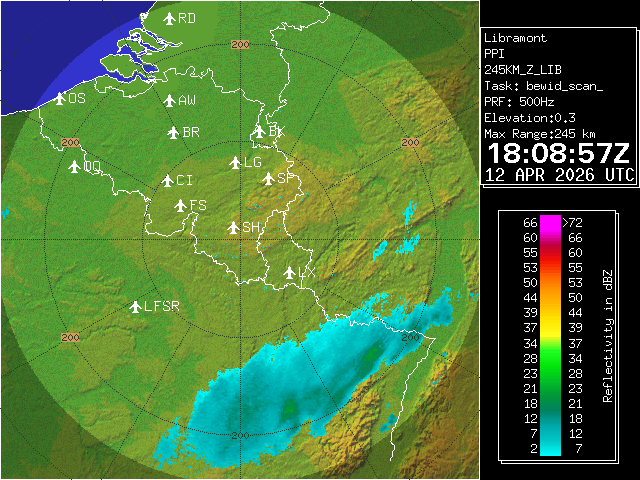 RD
200
OS
AW
BR
BK
200
200
QQ
LG
CI
SP
FS
SH
LX
LFSR
200
200
200
Libramont
PPI
245KM_Z_LIB
Task: bewid_scan_
PRF: 500Hz
Elevation:0.3
Max Range:245 km
18:08:57Z
12 APR 2026 UTC
66 >72
60 66
55 60
53 55
50 53
44 50
39 44
37 39
34 37
28 34
23 28
21 23
18 21
12 18
7 12
2 7
Reflectivity in dBZ